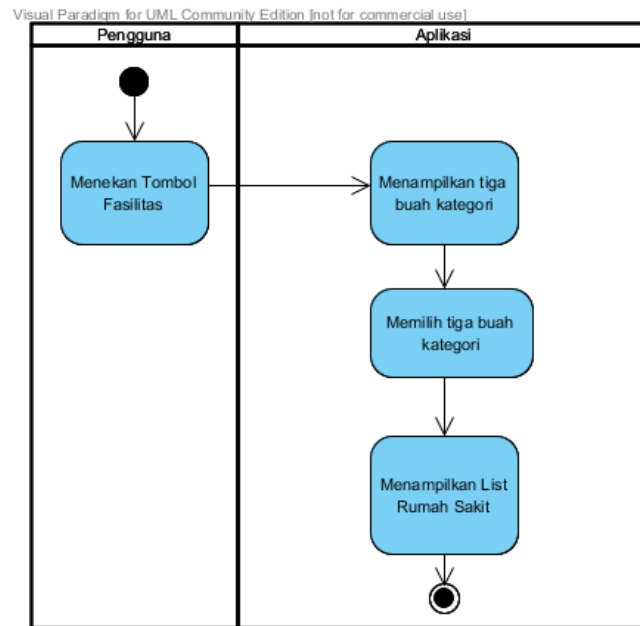 Visual Paradigm for UML Community Edition [not for commercial use]
Pengguna
Aplikasi
Menekan Tombol
Fasilitas
Menampilkan tiga
buah kategori
Memilih tiga buah
kategori
Menampilkan List
Rumah Sakit